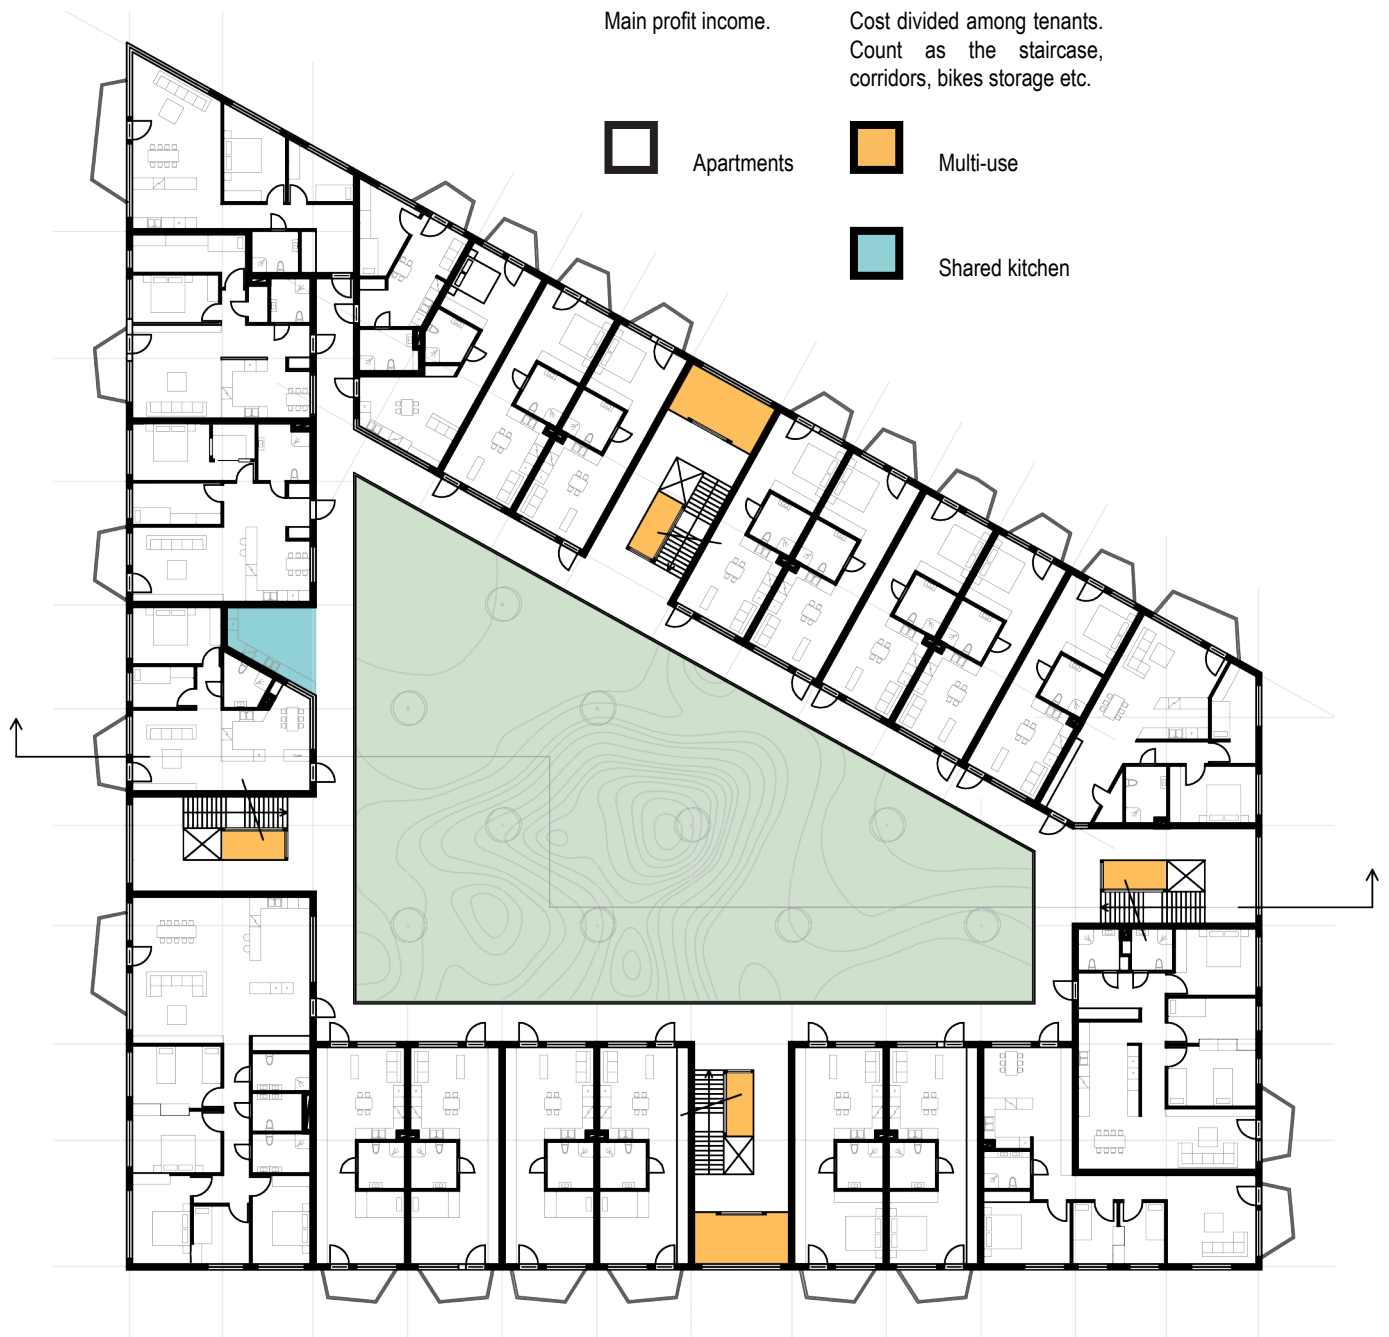 Main profit income.
Cost divided among tenants.
Count as the staircase,
corridors, bikes storage etc.
Apartments
Multi-use
Shared kitchen